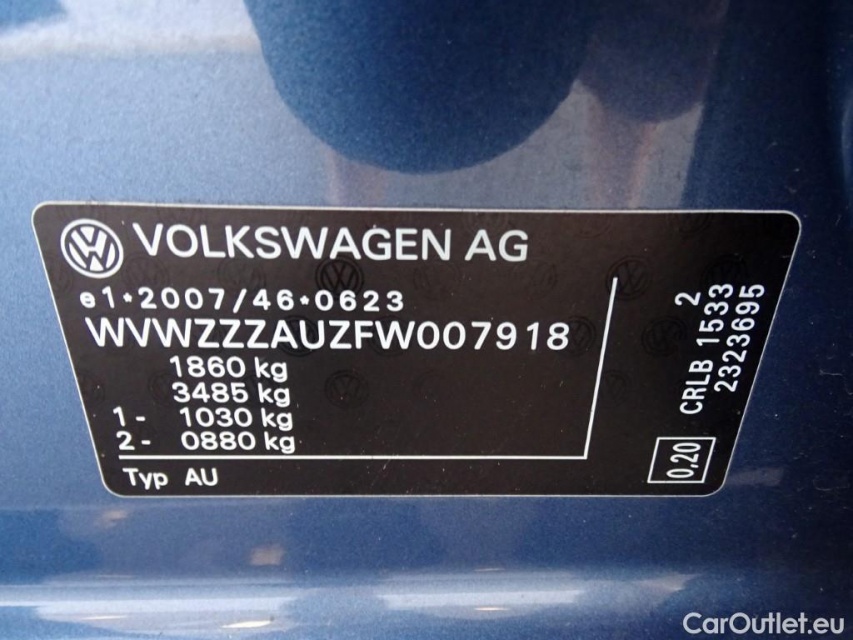 VOLKSWAGEN AG
e1*2007/46*0623
WVWZZZAUZFW007918
1860 kg
3485 kg
1- 1030 kg
2- 0880 kg
Typ AU
2
CRLB 1533
2323695
0,20
CarOutlet.eu